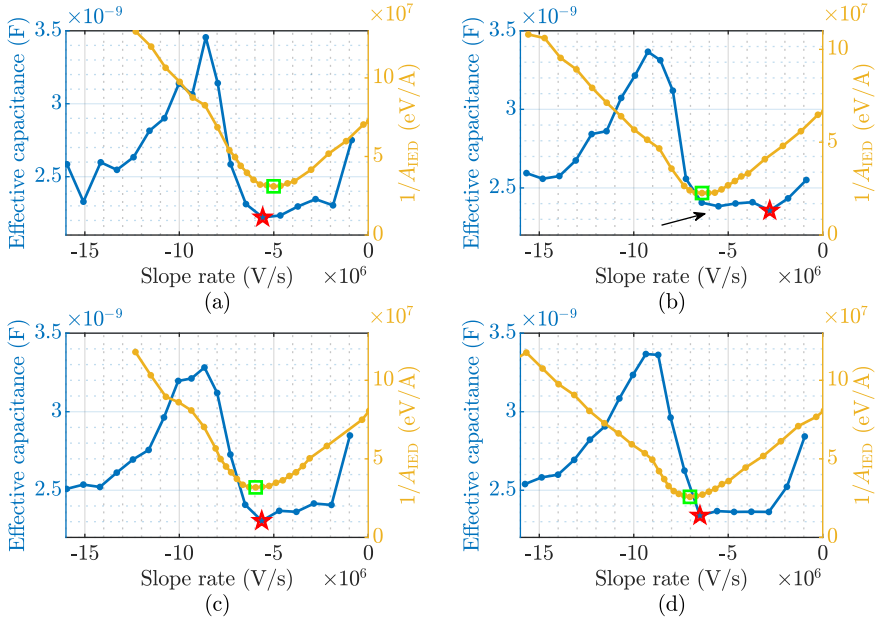 ×10⁻⁹ ×10⁷
3.5
3
2.5
Effective capacitance (F)
10
5
0
1/A_IED (eV/A)
-15 -10 -5 0
Slope rate (V/s) ×10⁶
(a)
×10⁻⁹ ×10⁷
3.5
3
2.5
Effective capacitance (F)
10
5
0
1/A_IED (eV/A)
-15 -10 -5 0
Slope rate (V/s) ×10⁶
(b)
×10⁻⁹ ×10⁷
3.5
3
2.5
Effective capacitance (F)
10
5
0
1/A_IED (eV/A)
-15 -10 -5 0
Slope rate (V/s) ×10⁶
(c)
×10⁻⁹ ×10⁷
3.5
3
2.5
Effective capacitance (F)
10
5
0
1/A_IED (eV/A)
-15 -10 -5 0
Slope rate (V/s) ×10⁶
(d)